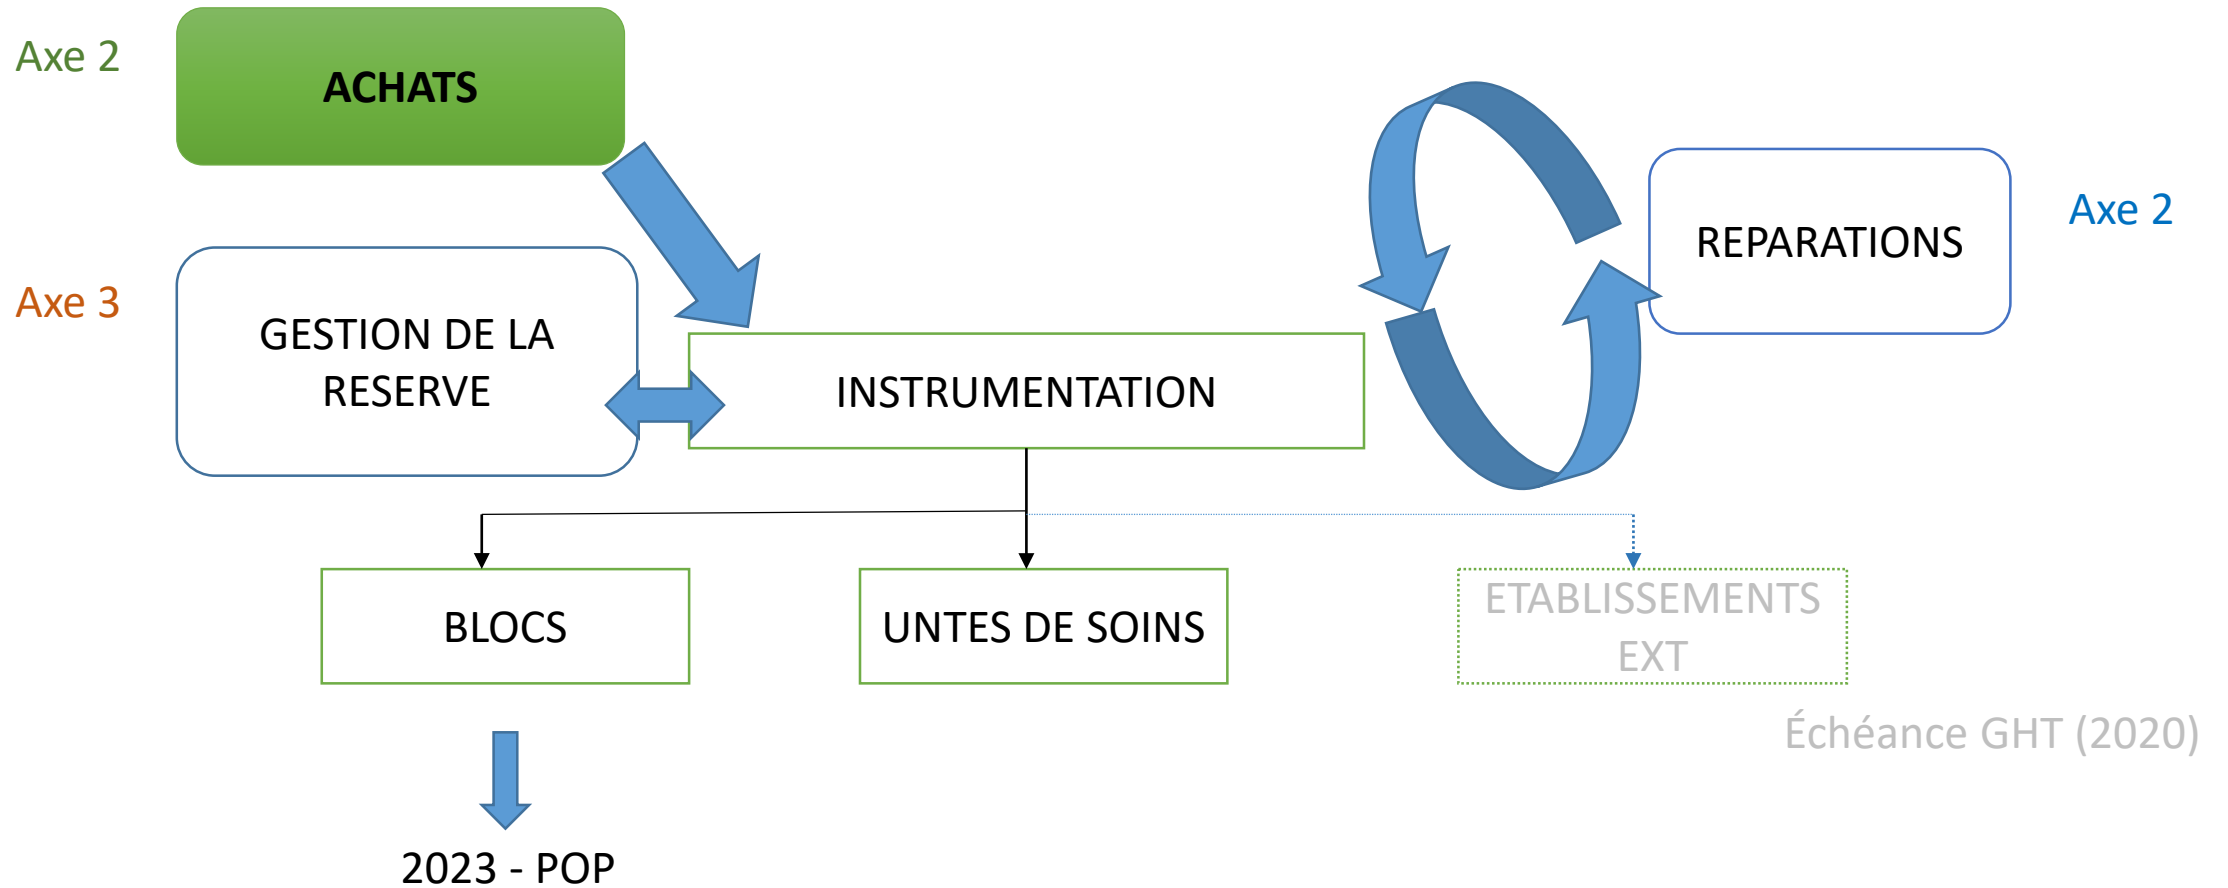 Axe 2
ACHATS
Axe 2
REPARATIONS
Axe 3
GESTION DE LA
RESERVE
INSTRUMENTATION
BLOCS
UNTES DE SOINS
ETABLISSEMENTS
EXT
Échéance GHT (2020)
2023 - POP